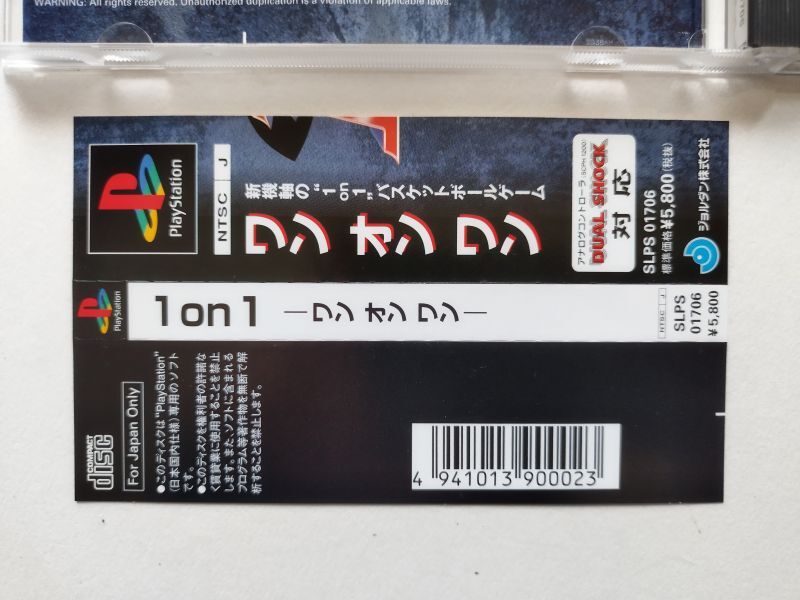 WARNING: All rights reserved. Unauthorized duplication is a violation of applicable laws.
PlayStation
NTSC J
新機軸の“1 on 1”バスケットボールゲーム
ワン オン ワン
アナログコントローラ(SCPH 1200)
DUAL SHOCK
対応
SLPS 01706
標準価格¥5,800(税抜)
ジョルダン株式会社
PlayStation
1 on 1 ーワン オン ワンー
NTSC J
SLPS
01706
¥5,800
COMPACT
disc
For Japan Only
●このディスクは“PlayStation”
(日本国内仕様)専用のソフト
です。
●このディスクを権利者の許諾な
く賃貸業に使用することを禁止
します。また、ソフトに含まれる
プログラム等著作物を無断で解
析することを禁止します。
4 941013 900023